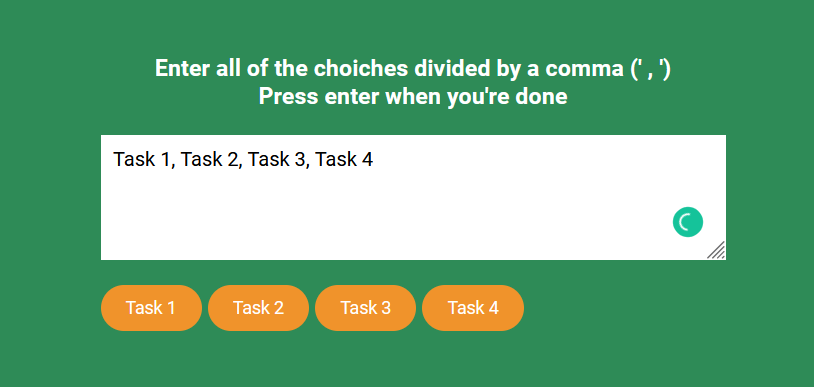 Enter all of the choiches divided by a comma (' , ')
Press enter when you're done
Task 1, Task 2, Task 3, Task 4
Task 1 Task 2 Task 3 Task 4